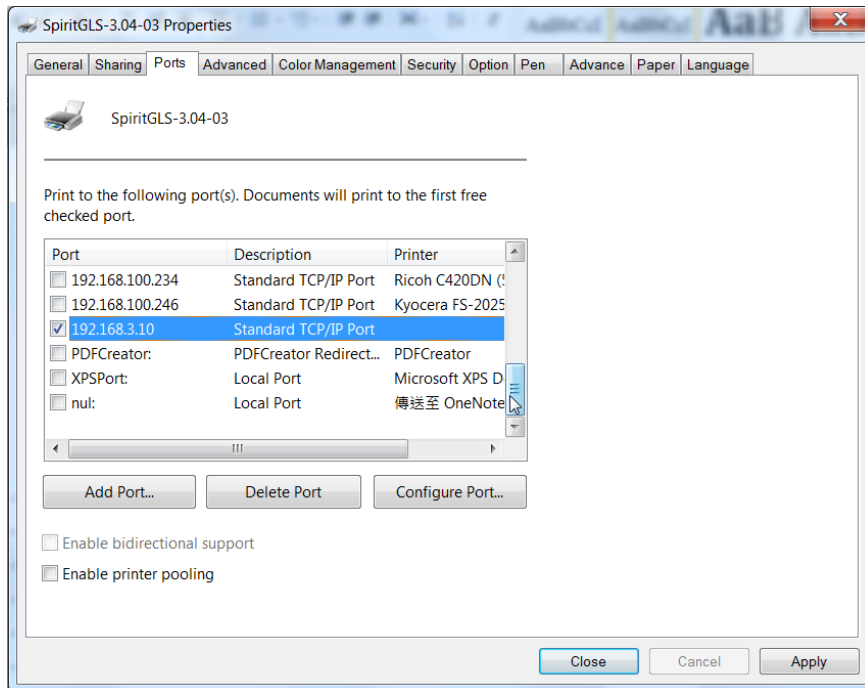 SpiritGLS-3.04-03 Properties
General Sharing Ports Advanced Color Management Security Option Pen Advance Paper Language
SpiritGLS-3.04-03
Print to the following port(s). Documents will print to the first free
checked port.
Port Description Printer
192.168.100.234 Standard TCP/IP Port Ricoh C420DN (
192.168.100.246 Standard TCP/IP Port Kyocera FS-2025
192.168.3.10 Standard TCP/IP Port
PDFCreator: PDFCreator Redirect... PDFCreator
XPSPort: Local Port Microsoft XPS D
nul: Local Port 傳送至 OneNote
Add Port... Delete Port Configure Port...
Enable bidirectional support
Enable printer pooling
Close Cancel Apply